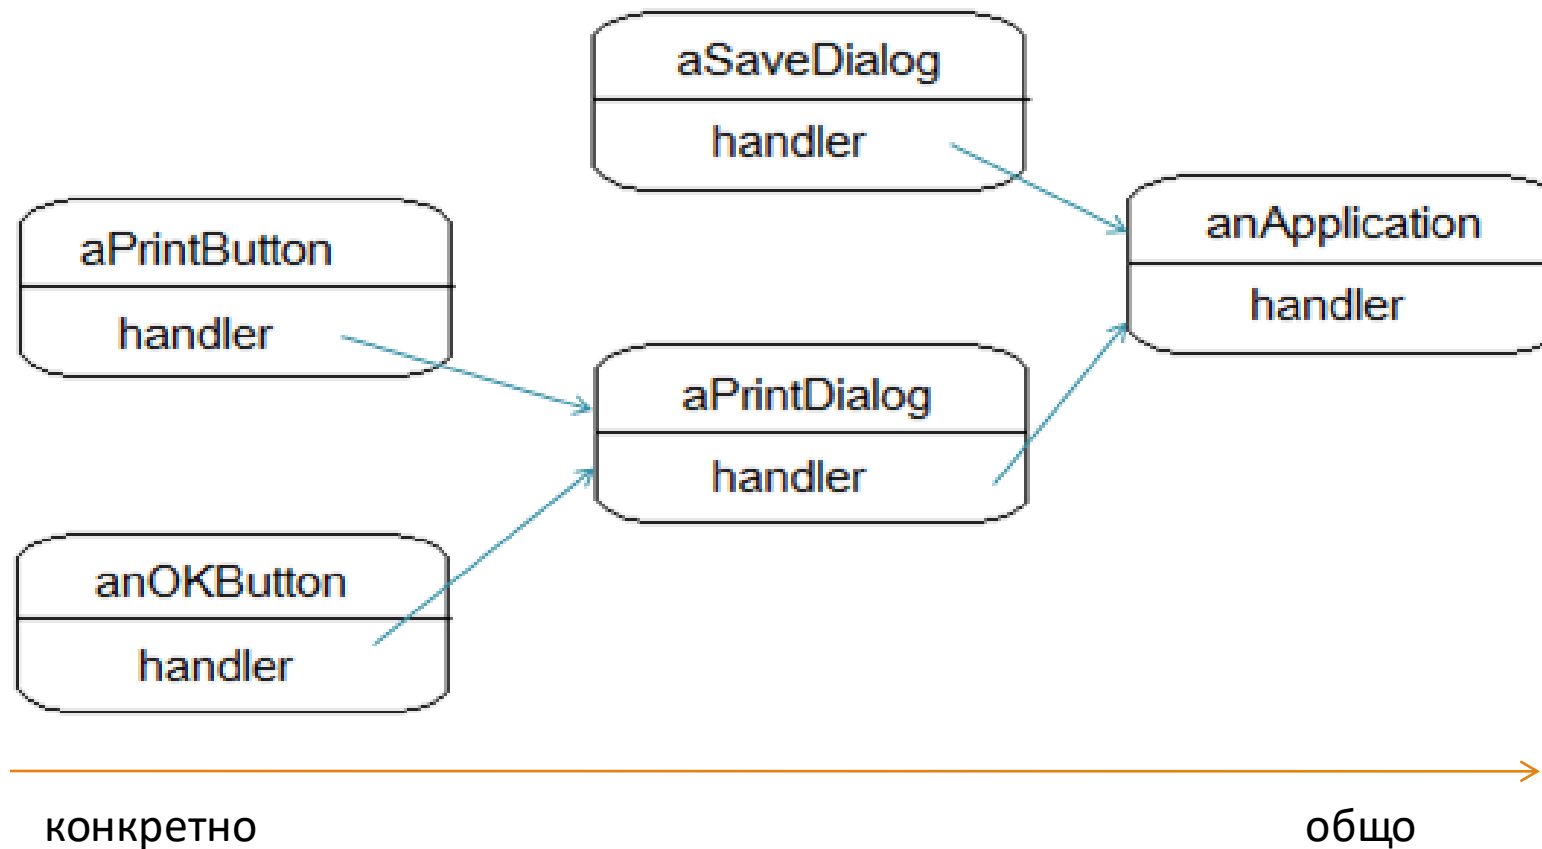 aSaveDialog
handler
anApplication
handler
aPrintButton
handler
aPrintDialog
handler
anOKButton
handler
конкретно
общо